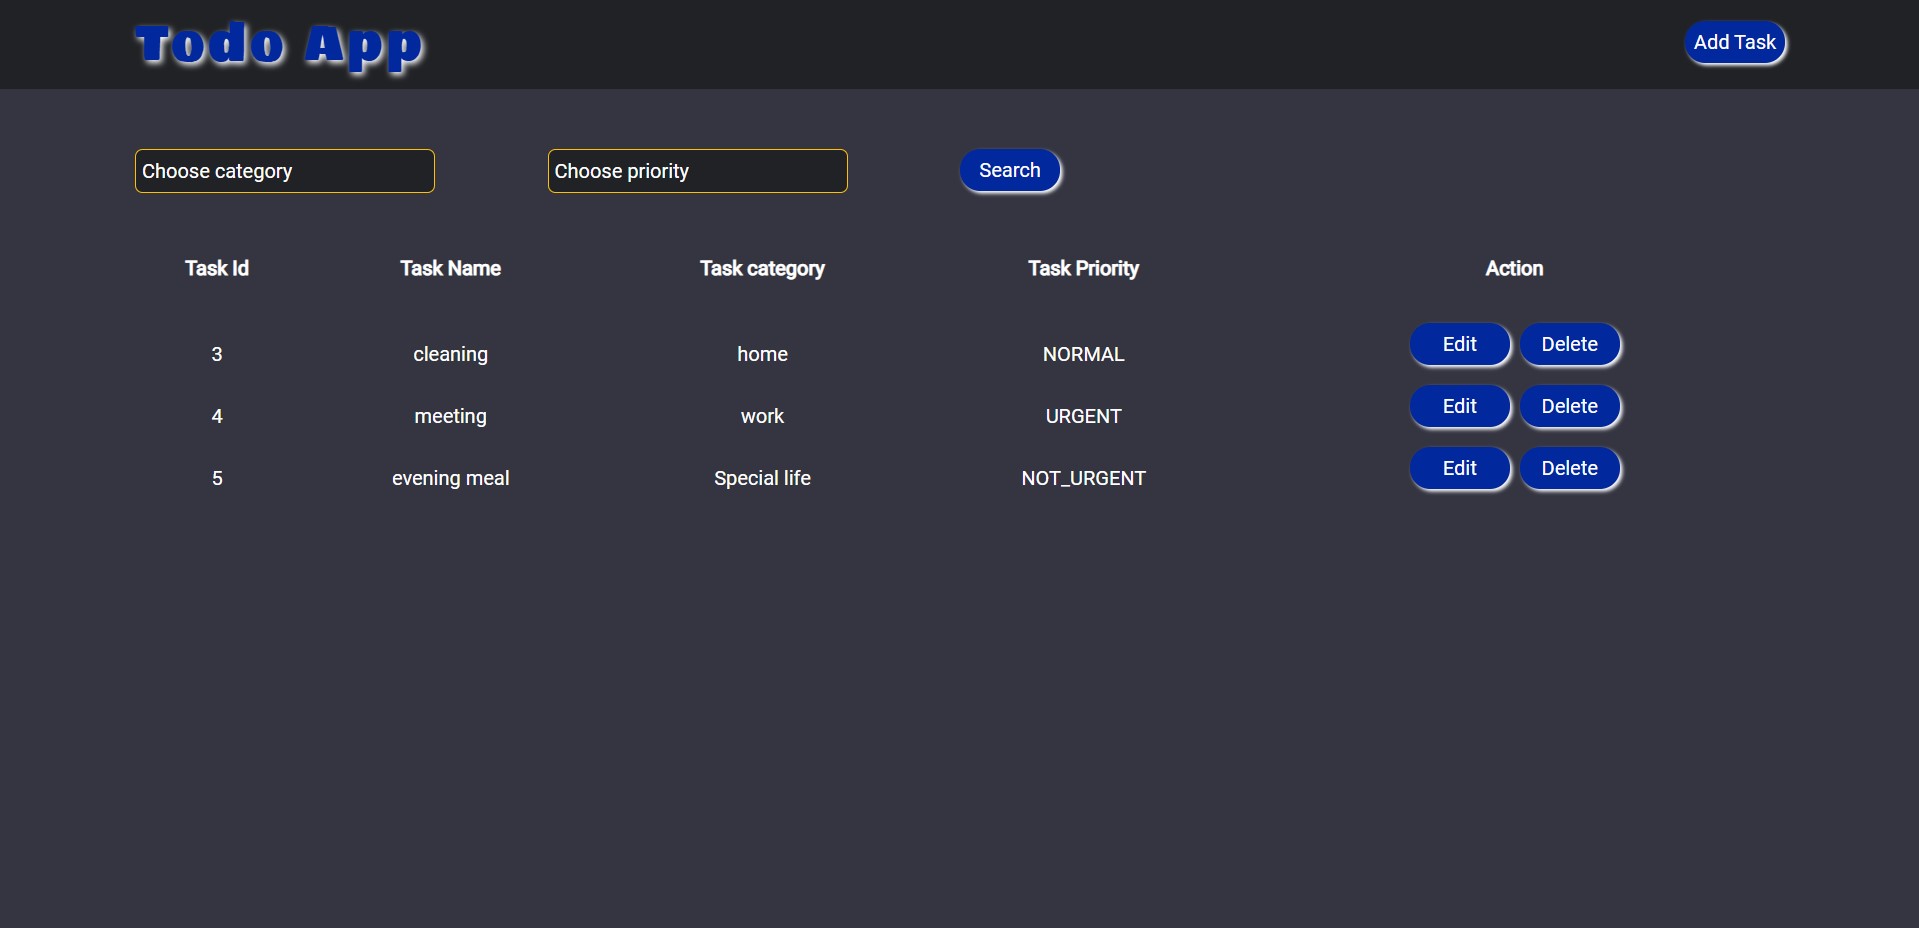 Todo App Add Task
Choose category Choose priority Search
Task Id Task Name Task category Task Priority Action
3 cleaning home NORMAL Edit Delete
4 meeting work URGENT Edit Delete
5 evening meal Special life NOT_URGENT Edit Delete